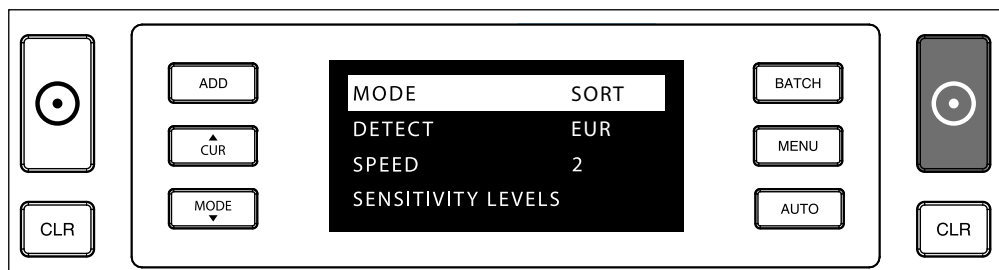 CLR
ADD
CUR
MODE
MODE SORT
DETECT EUR
SPEED 2
SENSITIVITY LEVELS
BATCH
MENU
AUTO
CLR